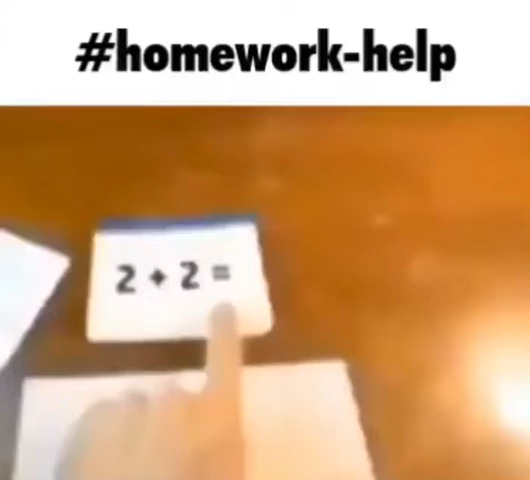 #homework-help
2 + 2 =